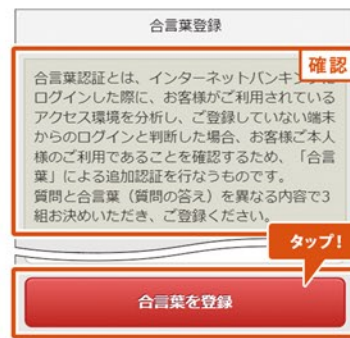 合言葉登録
確認
合言葉認証とは、インターネットバンキングに
ログインした際に、お客様がご利用されている
アクセス環境を分析し、ご登録していない端末
からのログインと判断した場合、お客様ご本人
様のご利用であることを確認するため、「合言
葉」による追加認証を行なうものです。
質問と合言葉（質問の答え）を異なる内容で3
組お決めいただき、ご登録ください。
タップ！
合言葉を登録